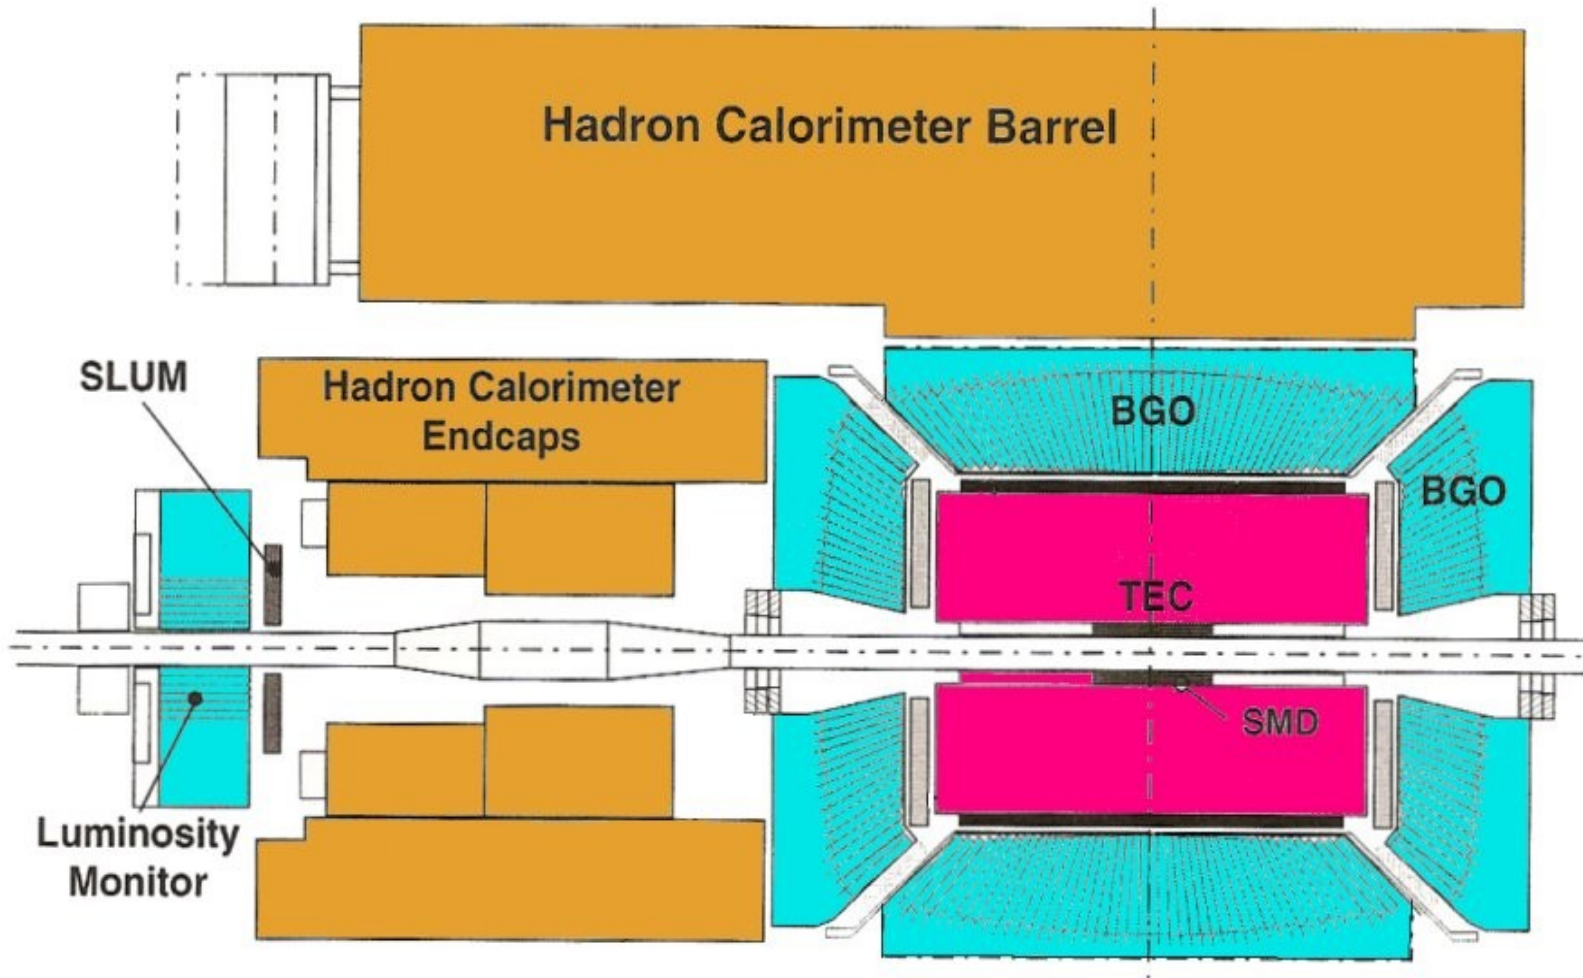 Hadron Calorimeter Barrel
SLUM
Hadron Calorimeter
Endcaps
BGO
BGO
TEC
SMD
Luminosity
Monitor